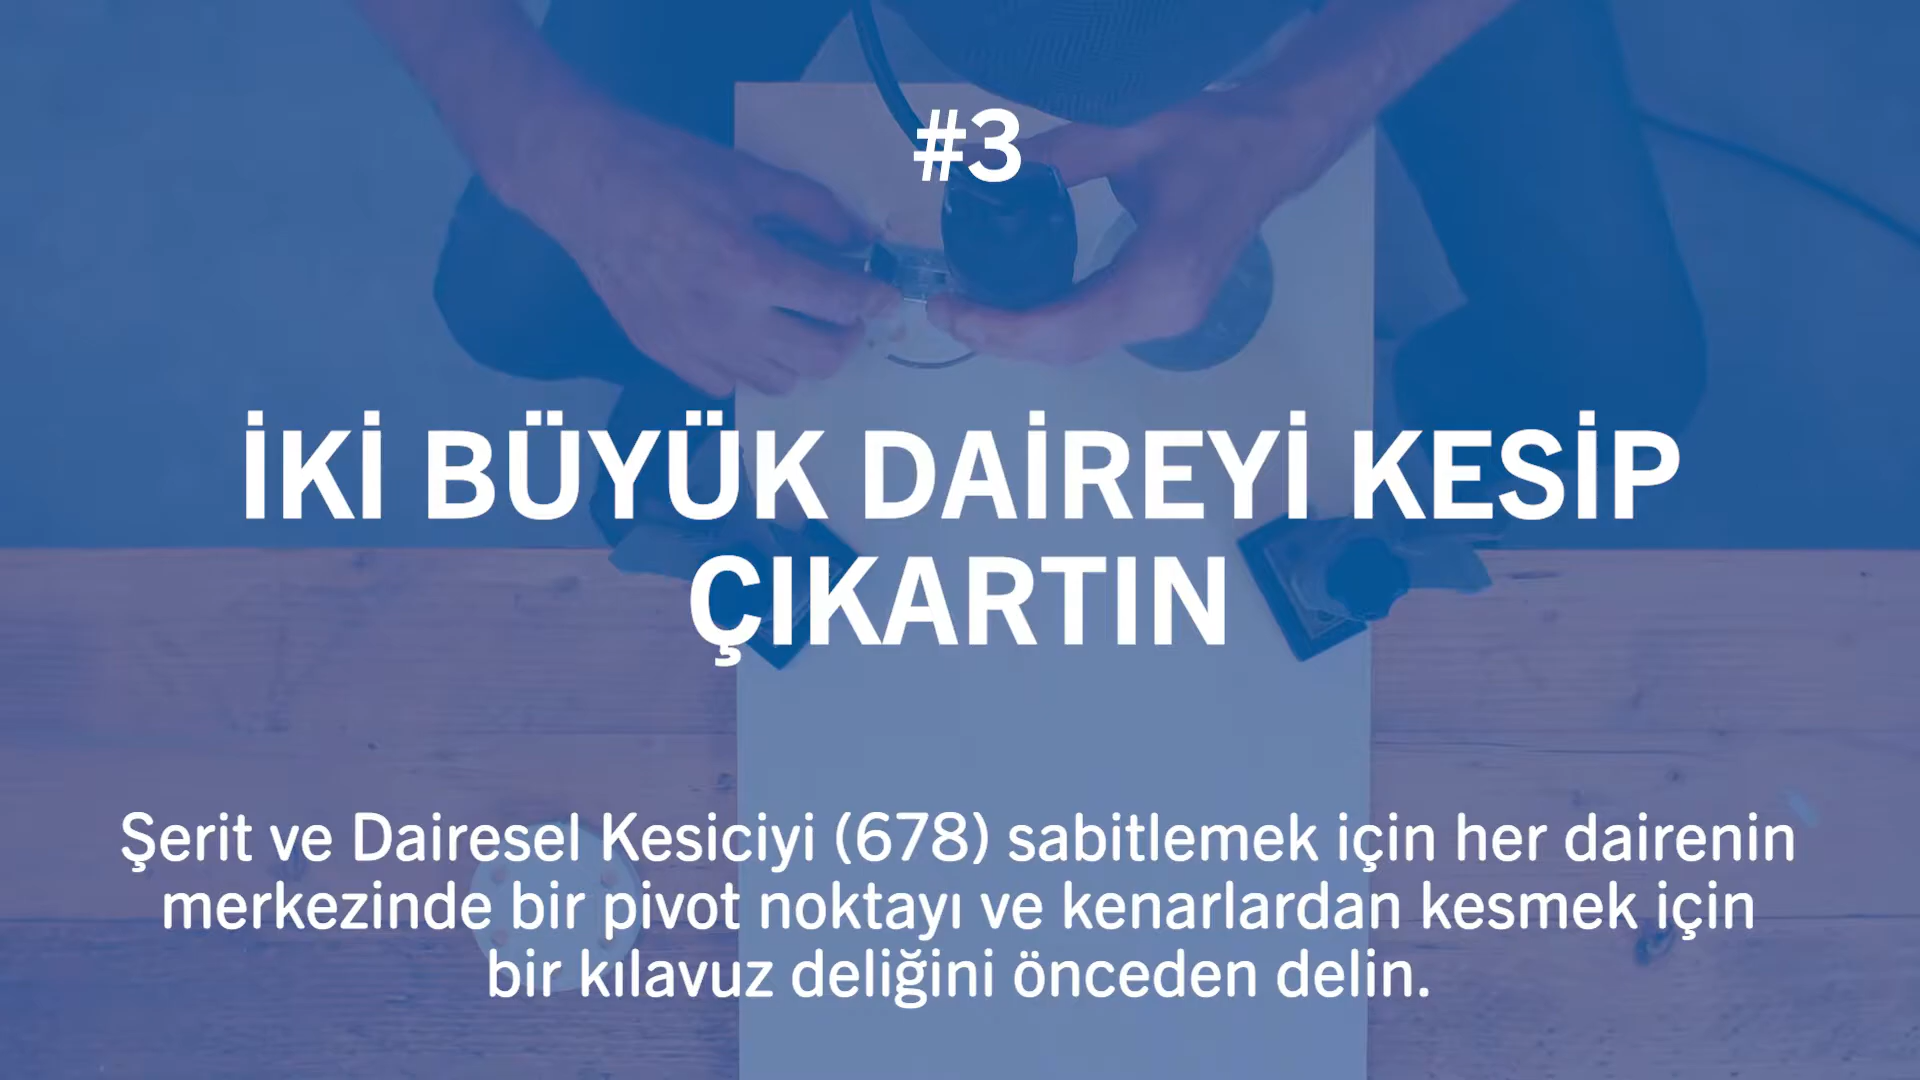 #3
İKİ BÜYÜK DAİREYİ KESİP
ÇIKARTIN
Şerit ve Dairesel Kesiciyi (678) sabitlemek için her dairenin
merkezinde bir pivot noktayı ve kenarlardan kesmek için
bir kılavuz deliğini önceden delin.